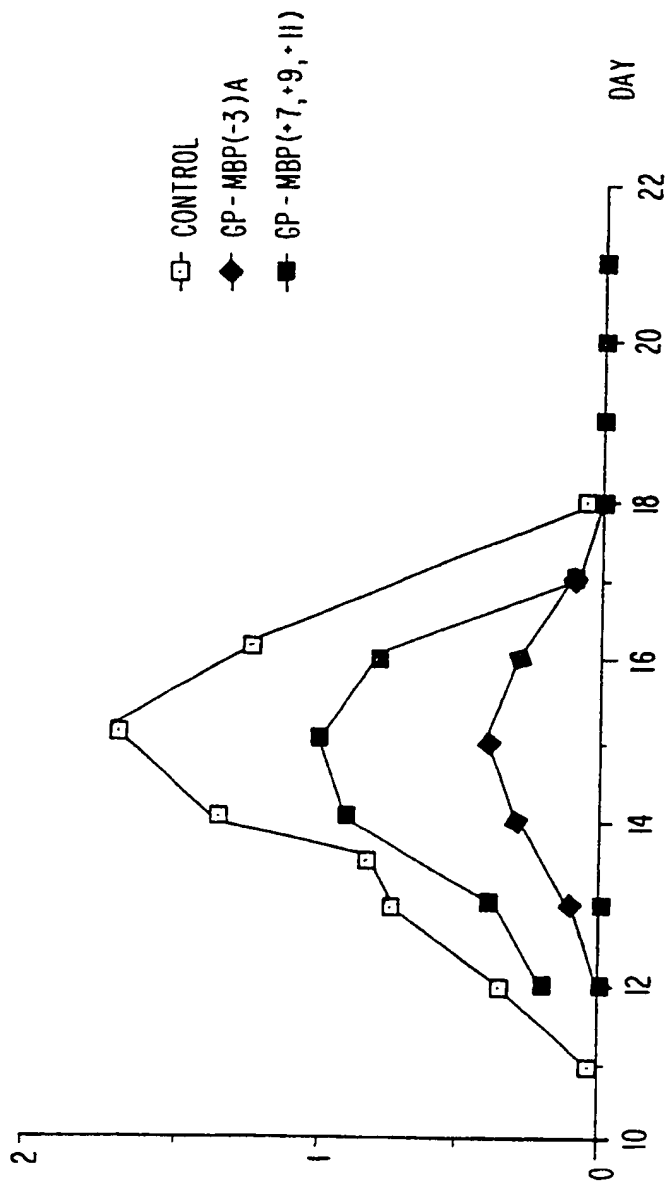 CONTROL
GP-MBP(-3)A
GP-MBP(+7,+9,+11)
2
1
0
10
12
14
16
18
20
22
DAY